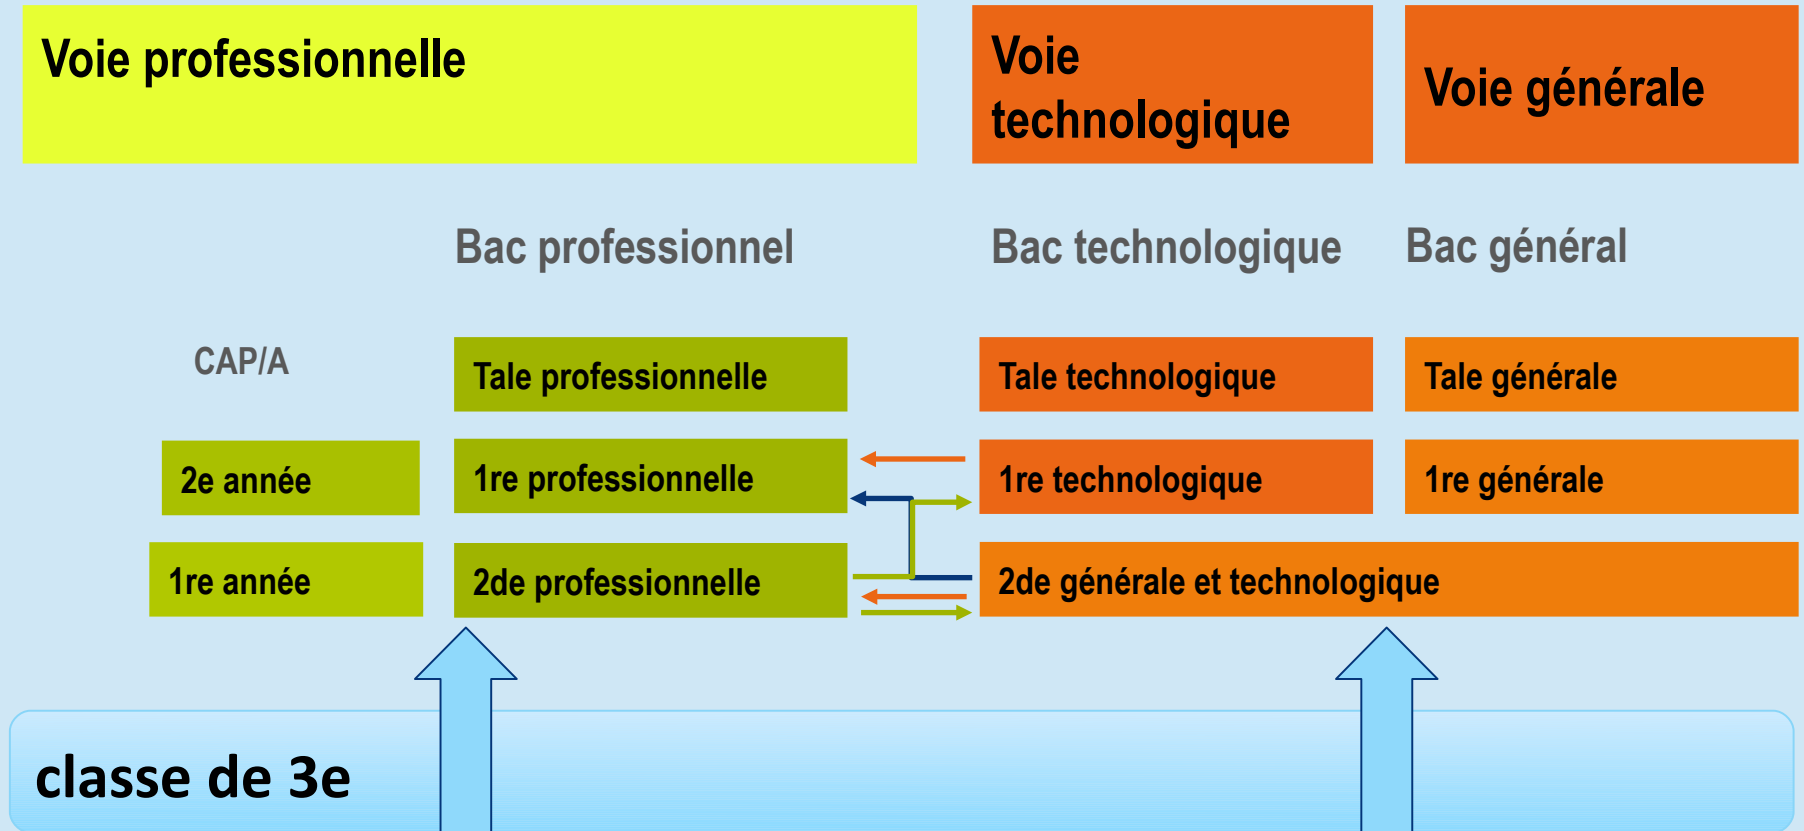 Voie professionnelle
Voie
technologique
Voie générale
Bac professionnel
Bac technologique
Bac général
CAP/A
Tale professionnelle
Tale technologique
Tale générale
2e année
1re professionnelle
1re technologique
1re générale
1re année
2de professionnelle
2de générale et technologique
classe de 3e